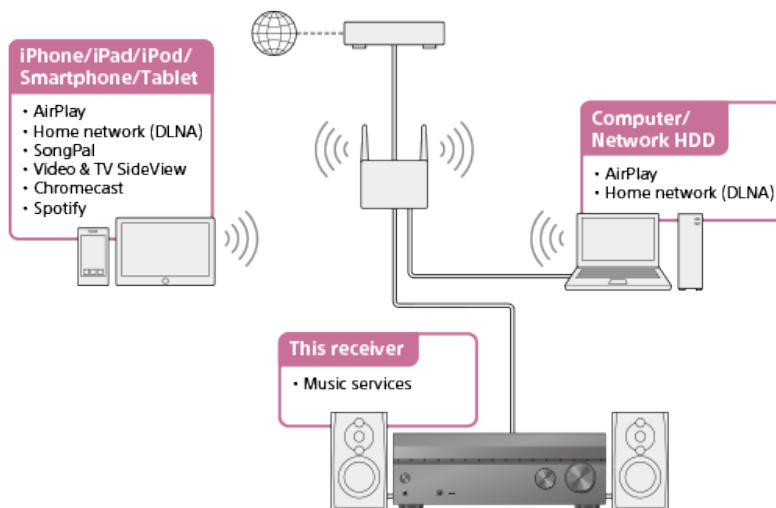 iPhone/iPad/iPod/
Smartphone/Tablet
・AirPlay
・Home network (DLNA)
・SongPal
・Video & TV SideView
・Chromecast
・Spotify
Computer/
Network HDD
・AirPlay
・Home network (DLNA)
This receiver
・Music services